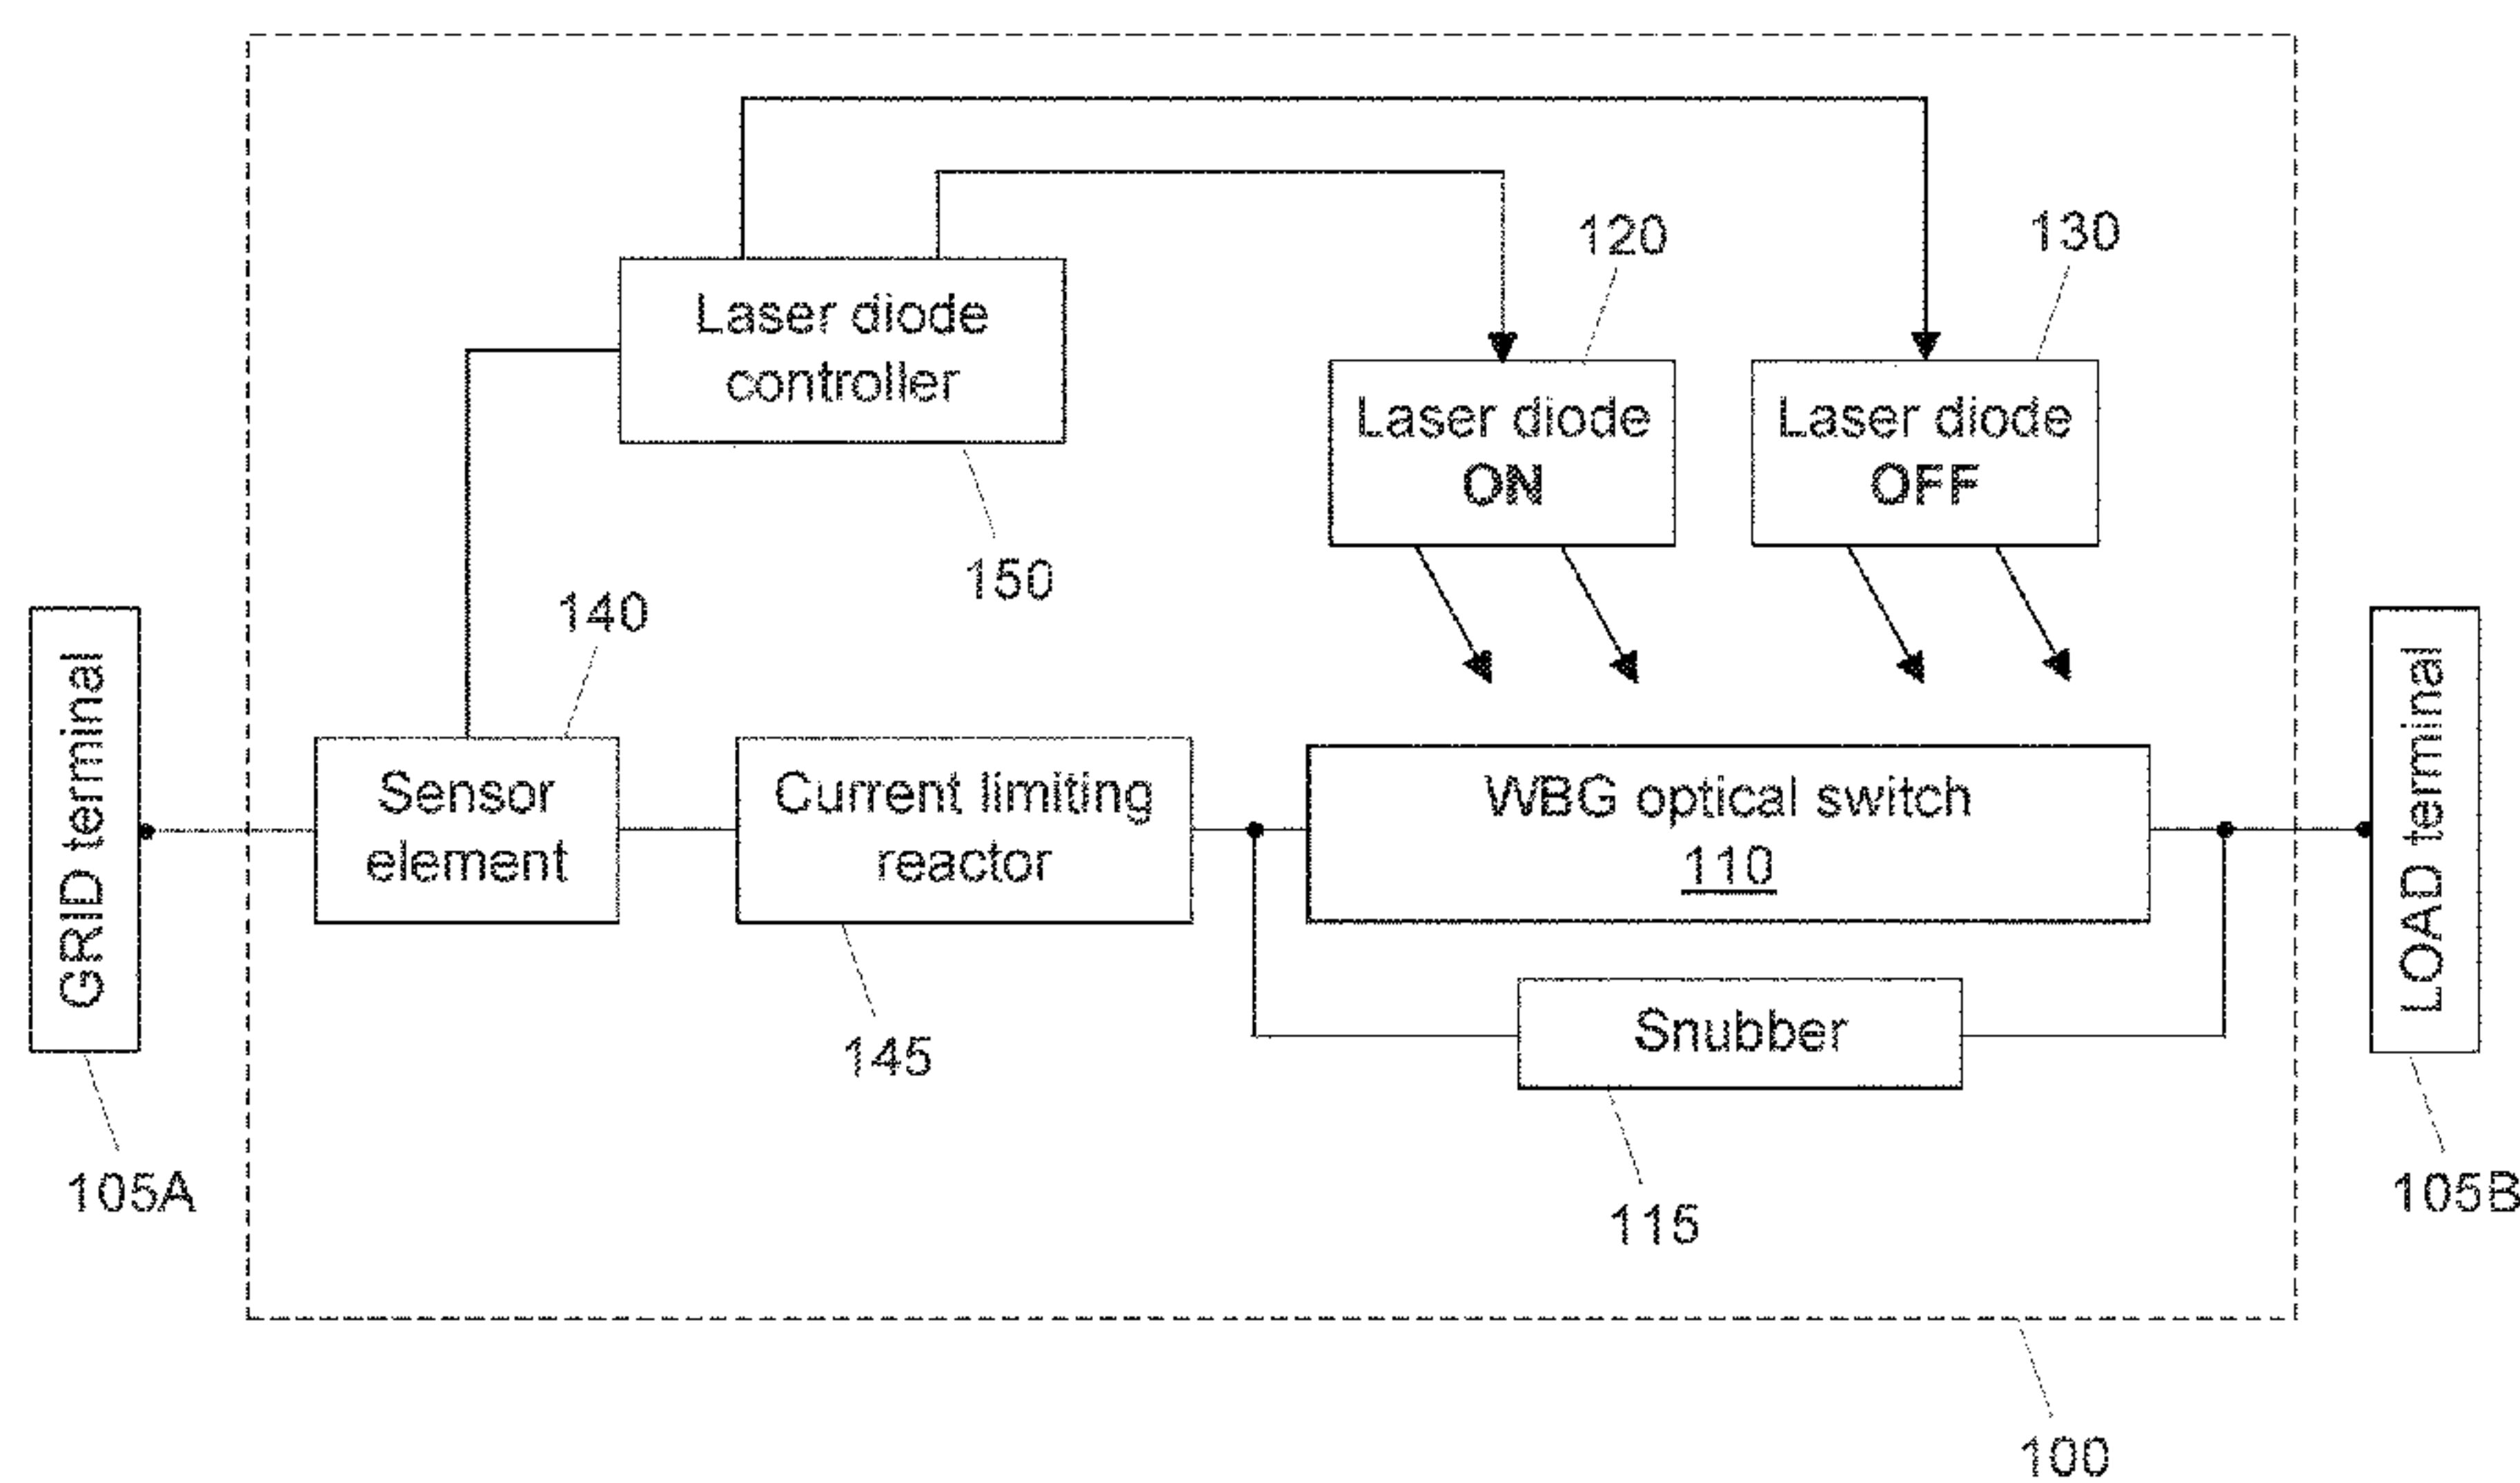 120
130
Laser diode
controller
Laser diode
ON
Laser diode
OFF
150
140
GRID terminal
Sensor
element
Current limiting
reactor
WBG optical switch
110
LOAD terminal
Snubber
145
105A
115
105B
100